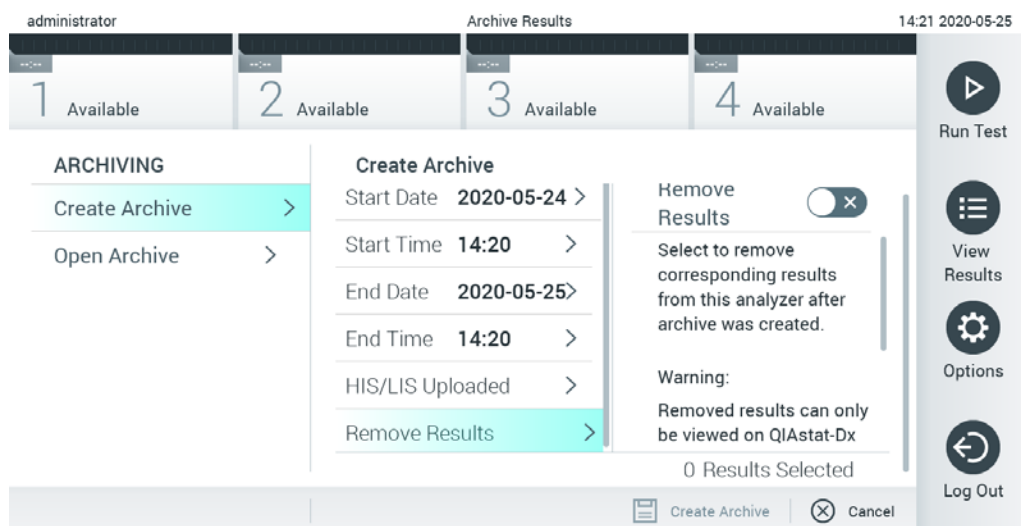 administrator
Archive Results
14:21 2020-05-25
--:--
1 Available
--:--
2 Available
--:--
3 Available
--:--
4 Available
Run Test
View
Results
Options
Log Out
ARCHIVING
Create Archive
Open Archive
Create Archive
Start Date 2020-05-24
Start Time 14:20
End Date 2020-05-25
End Time 14:20
HIS/LIS Uploaded
Remove Results
Remove
Results
Select to remove
corresponding results
from this analyzer after
archive was created.
Warning:
Removed results can only
be viewed on QIAstat-Dx
0 Results Selected
Create Archive
Cancel